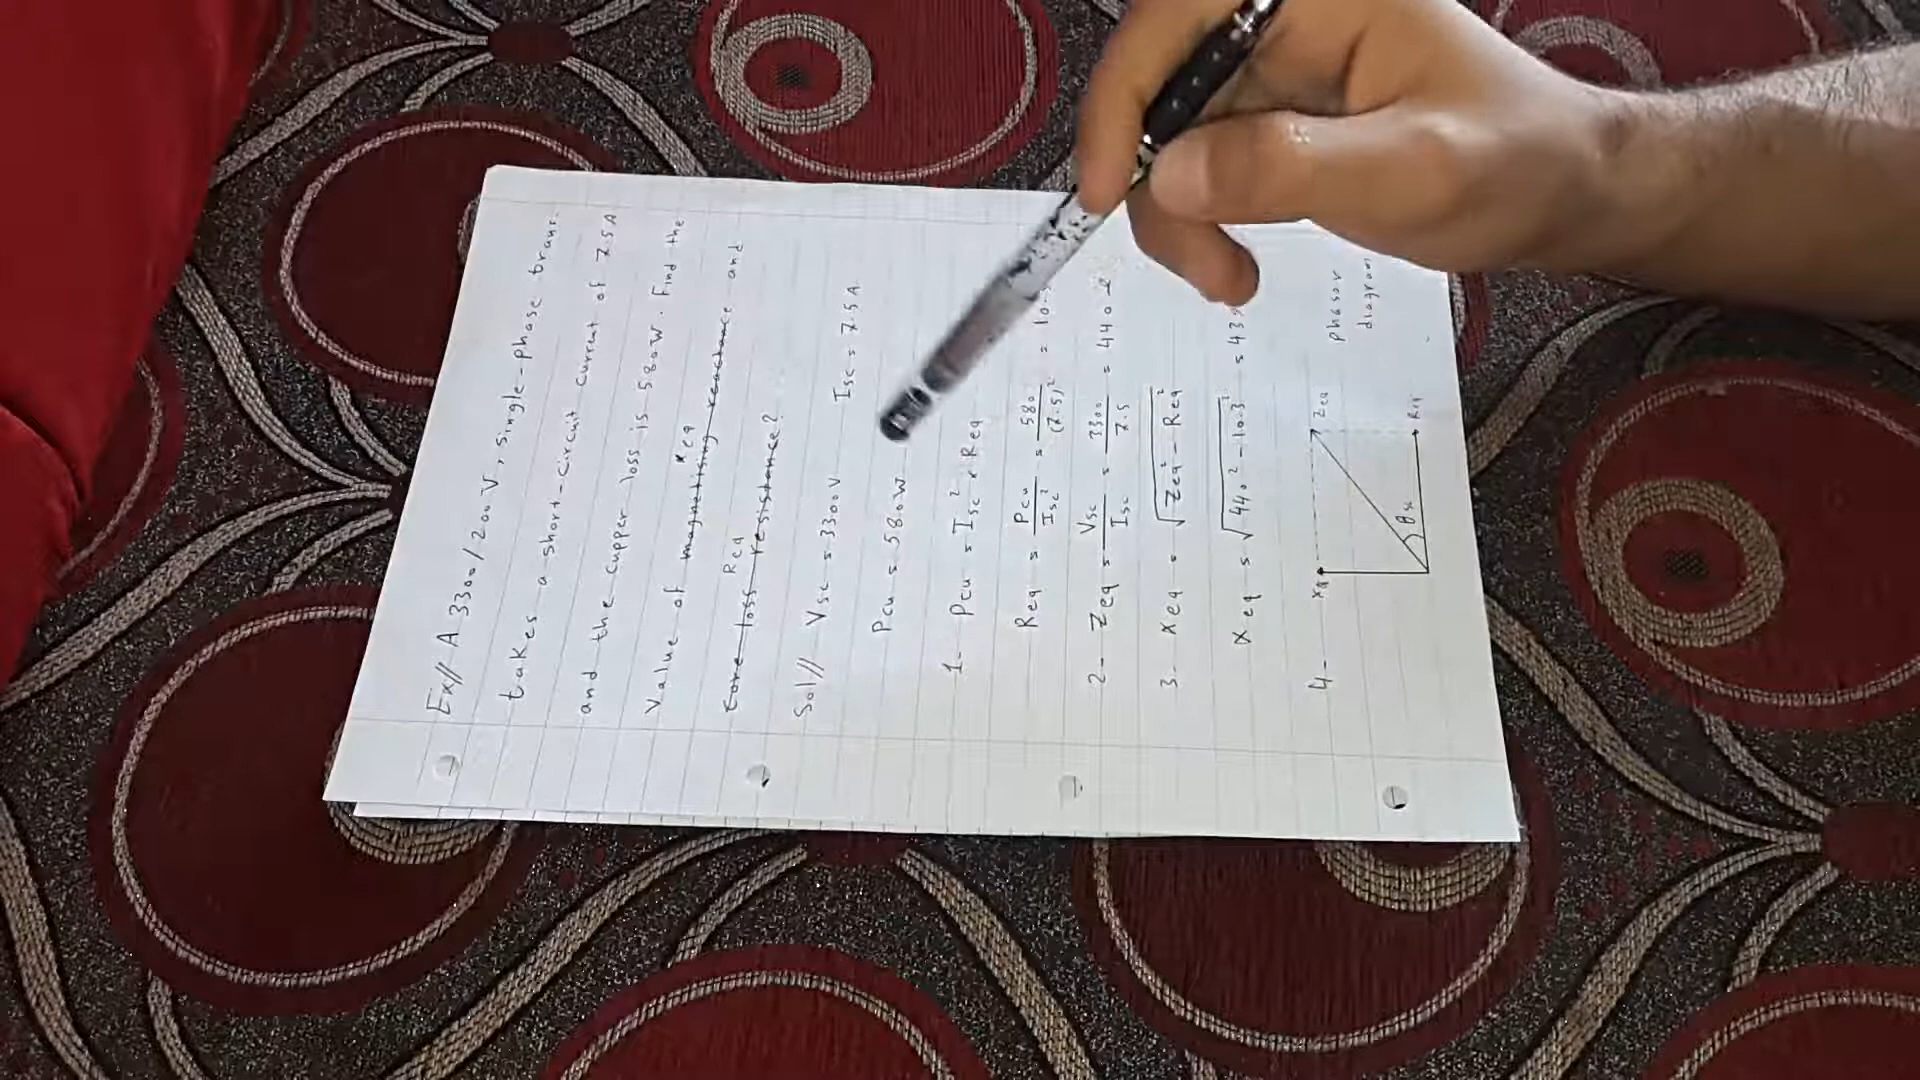 Ex// A 3300/200 V, single-phase trans.
takes a short-circuit current of 7.5 A
and the cupper loss is 580 W. Find the
Xeq
value of magnetising reactance and
Req
Core loss resistance?
Sol// Vsc = 3300 V Isc = 7.5 A
Pcu = 580 W
1- Pcu = Isc² × Req
Req = Pcu / Isc² = 580 / (7.5)² = 10.
2- Zeq = Vsc / Isc = 3300 / 7.5 = 440 Ω
3- Xeq = √(Zeq² - Req²)
Xeq = √(440² - 10.3²) = 439
4- Zeq Phasor
diagram
θsc
Req